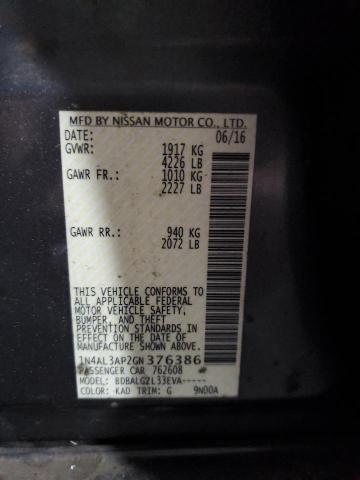 MFD BY NISSAN MOTOR CO., LTD.
DATE: 06/16
GVWR: 1917 KG
4226 LB
GAWR FR.: 1010 KG
2227 LB
GAWR RR.: 940 KG
2072 LB
THIS VEHICLE CONFORMS TO
ALL APPLICABLE FEDERAL
MOTOR VEHICLE SAFETY,
BUMPER, AND THEFT
PREVENTION STANDARDS
IN EFFECT ON THE DATE OF
MANUFACTURE SHOWN ABOVE.
1N4AL3AP2GN376386
PASSENGER CAR 762608
MODEL: BDBALG2L33EVA-----
COLOR: KAD TRIM: G 9N00A